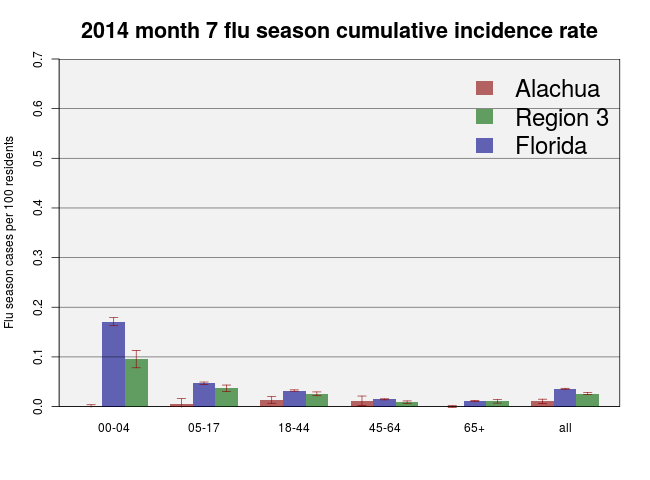 2014 month 7 flu season cumulative incidence rate
Flu season cases per 100 residents
0.7
0.6
0.5
0.4
0.3
0.2
0.1
0.0
Alachua
Region 3
Florida
00-04 05-17 18-44 45-64 65+ all